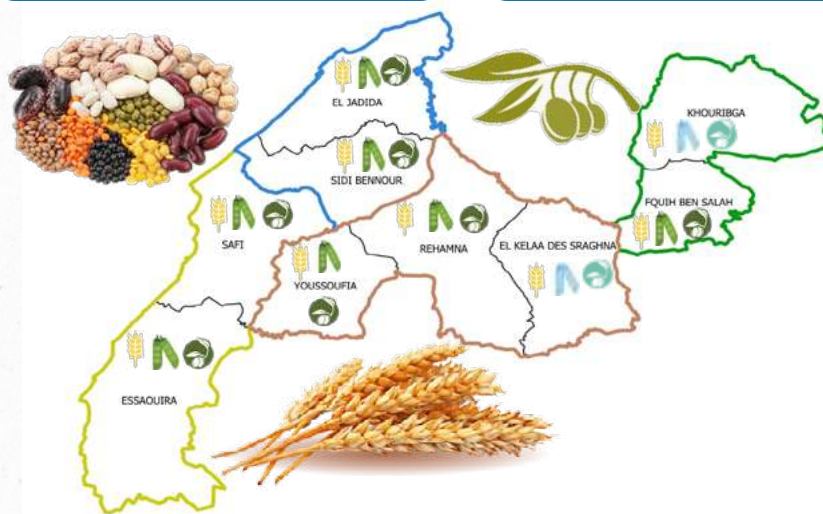 EL JADIDA
KHOURIBGA
SIDI BENNOUR
FQUIH BEN SALAH
SAFI
REHAMNA
EL KELAA DES SRAGHNA
YOUSSOUFIA
ESSAOUIRA